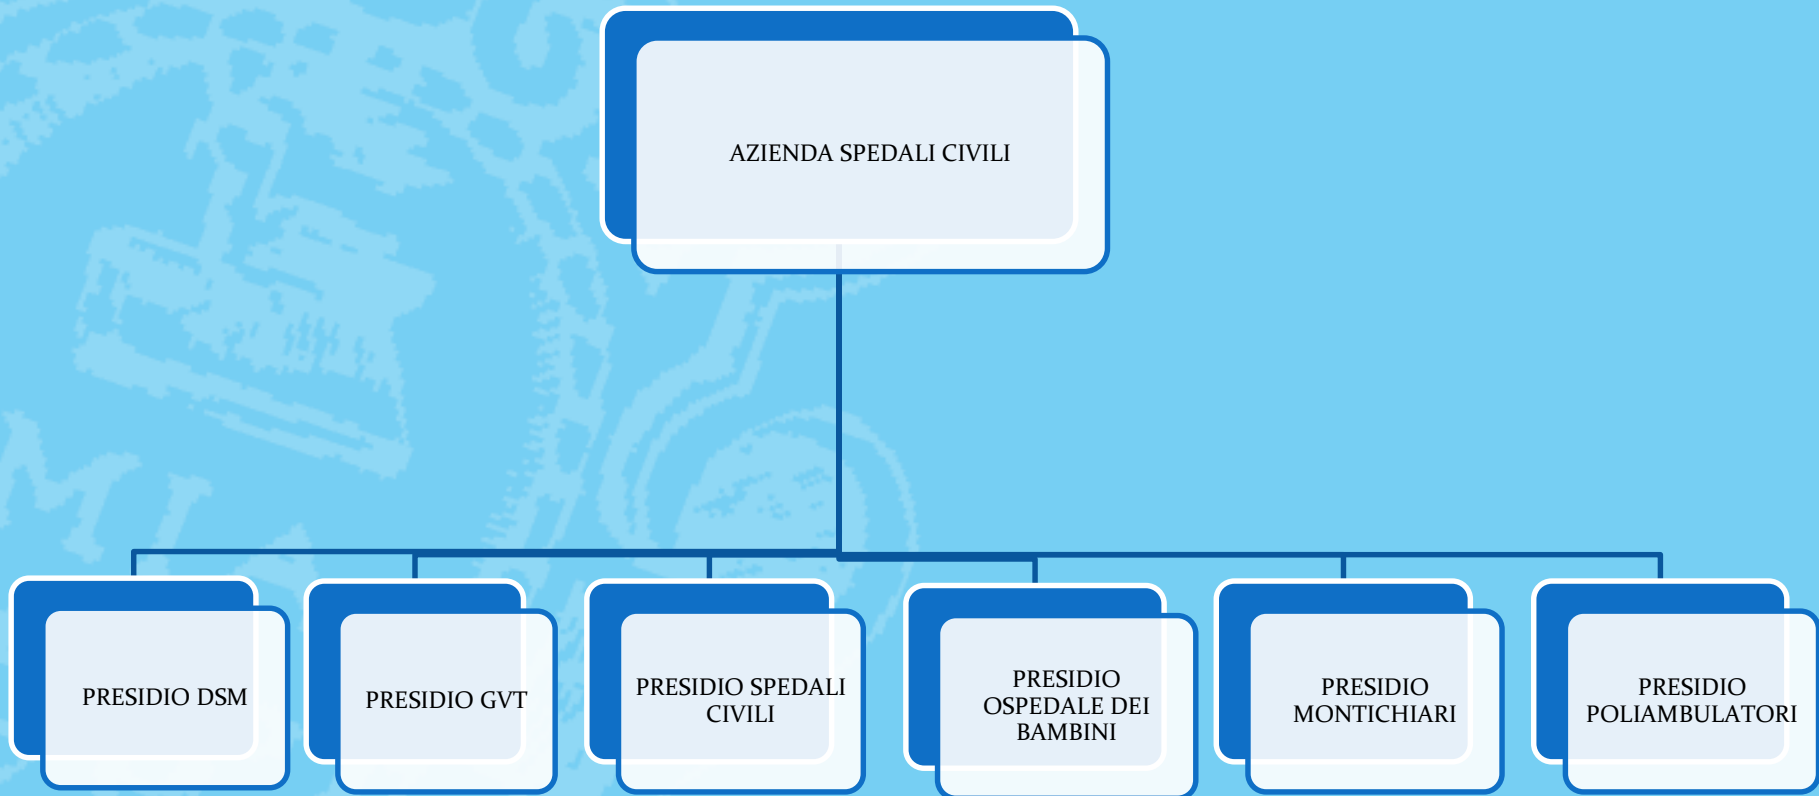 AZIENDA SPEDALI CIVILI
PRESIDIO DSM
PRESIDIO GVT
PRESIDIO SPEDALI
CIVILI
PRESIDIO
OSPEDALE DEI
BAMBINI
PRESIDIO
MONTICHIARI
PRESIDIO
POLIAMBULATORI